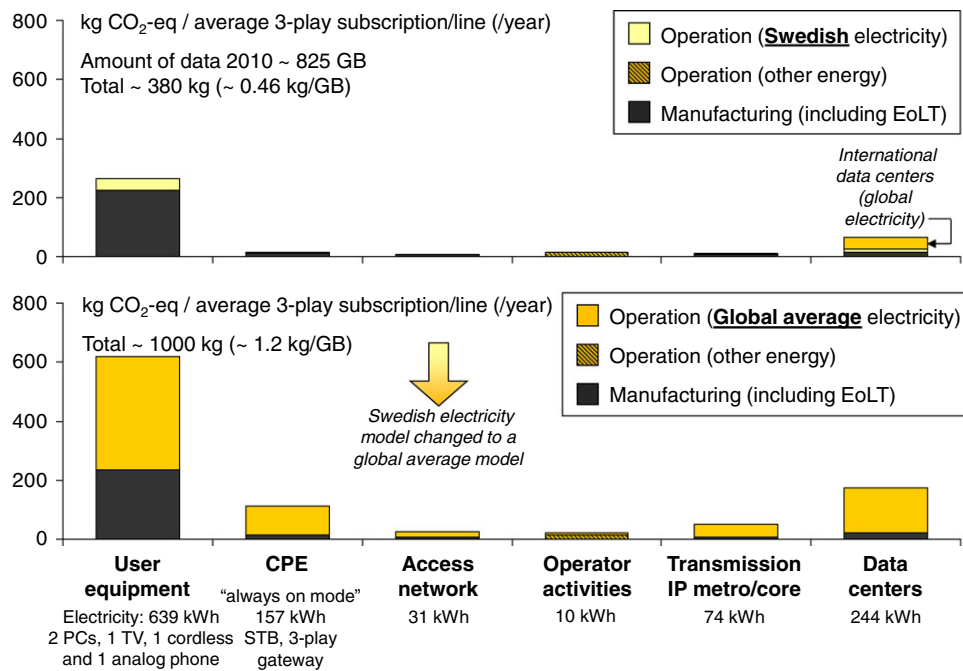 800
600
400
200
0
kg CO2-eq / average 3-play subscription/line (/year)
Amount of data 2010 ~ 825 GB
Total ~ 380 kg (~ 0.46 kg/GB)
Operation (Swedish electricity)
Operation (other energy)
Manufacturing (including EoLT)
International
data centers
(global
electricity)
800
600
400
200
0
kg CO2-eq / average 3-play subscription/line (/year)
Total ~ 1000 kg (~ 1.2 kg/GB)
Operation (Global average electricity)
Operation (other energy)
Manufacturing (including EoLT)
Swedish electricity
model changed to a
global average model
User
equipment
Electricity: 639 kWh
2 PCs, 1 TV, 1 cordless
and 1 analog phone
CPE
“always on mode”
157 kWh
STB, 3-play
gateway
Access
network
31 kWh
Operator
activities
10 kWh
Transmission
IP metro/core
74 kWh
Data
centers
244 kWh